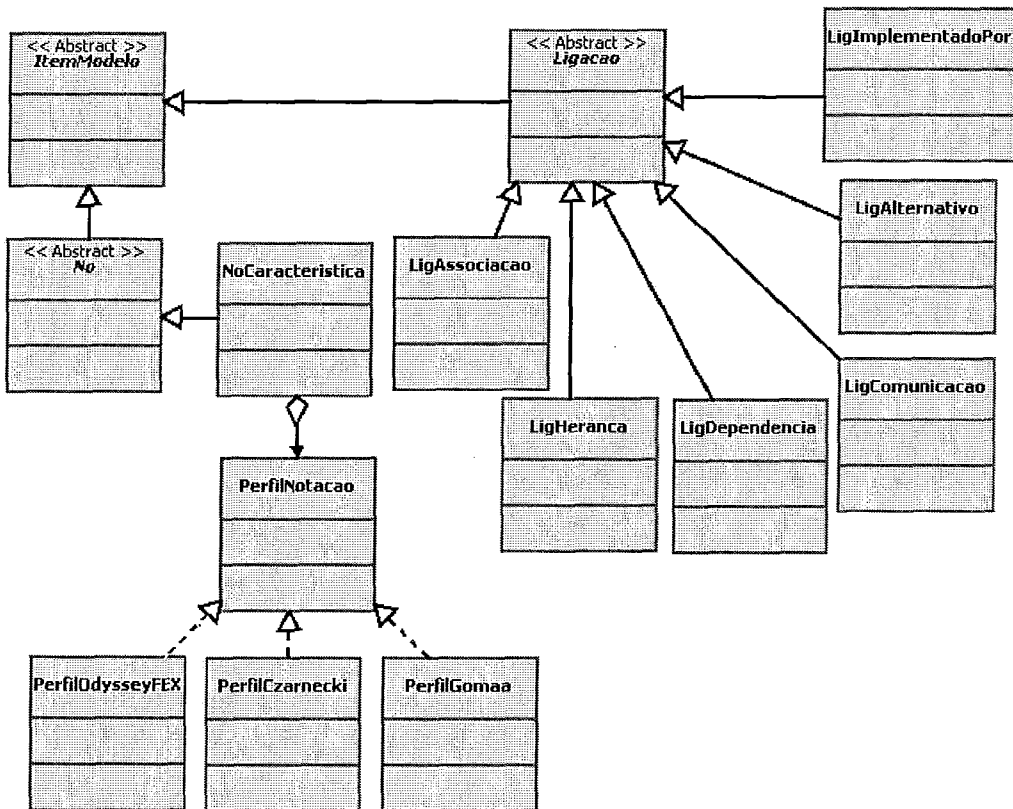 LigImplementadoPor
<< Abstract >>
ItemModelo
<< Abstract >>
Ligacao
LigAlternativo
<< Abstract >>
No
NoCaracteristica
LigAssociacao
LigComunicacao
LigHeranca
LigDependencia
PerfilNotacao
PerfilOdysseyFEX
PerfilCzarnecki
PerfilGomaa